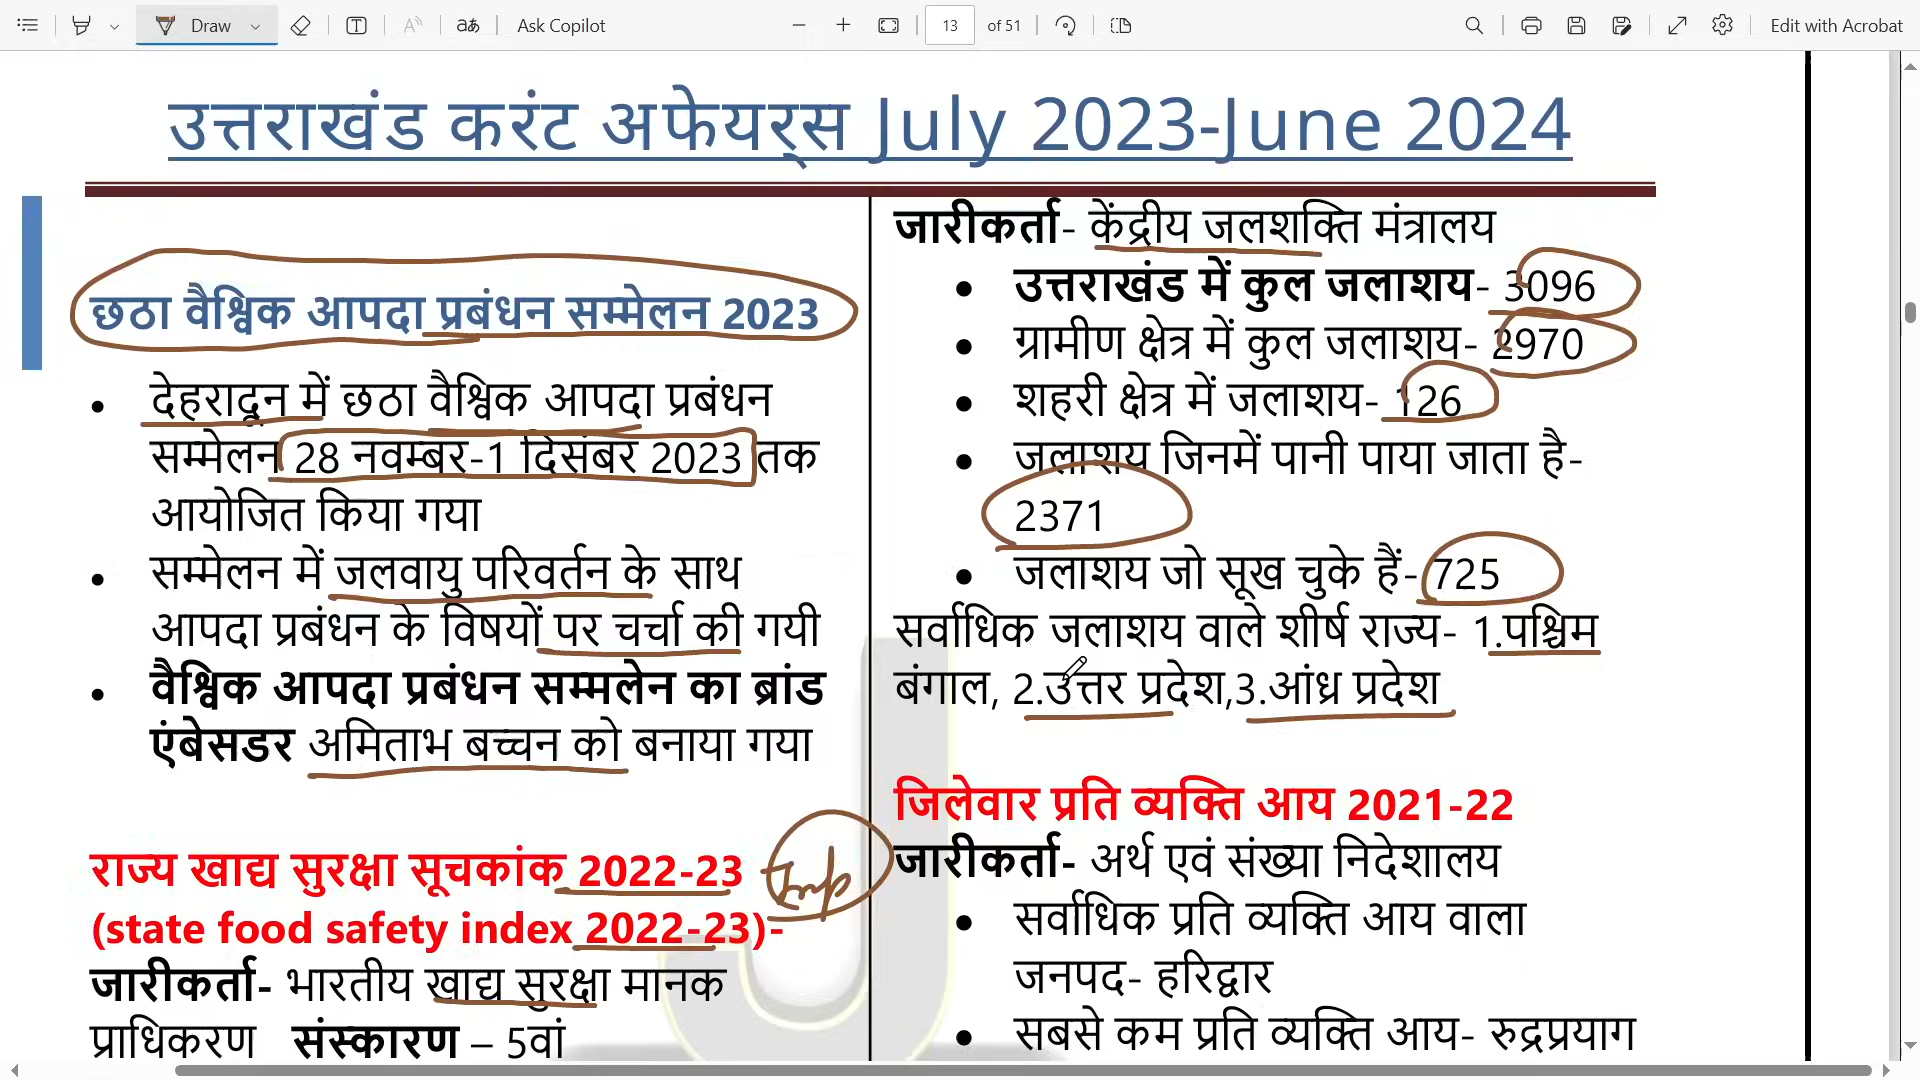 Draw
Ask Copilot
13 of 51
Edit with Acrobat
उत्तराखंड करंट अफेयर्स July 2023-June 2024
छठा वैश्विक आपदा प्रबंधन सम्मेलन 2023
• देहरादून में छठा वैश्विक आपदा प्रबंधन
सम्मेलन 28 नवम्बर-1 दिसंबर 2023 तक
आयोजित किया गया
• सम्मेलन में जलवायु परिवर्तन के साथ
आपदा प्रबंधन के विषयों पर चर्चा की गयी
• वैश्विक आपदा प्रबंधन सम्मलेन का ब्रांड
एंबेसडर अमिताभ बच्चन को बनाया गया
राज्य खाद्य सुरक्षा सूचकांक 2022-23 Imp
(state food safety index 2022-23)-
जारीकर्ता- भारतीय खाद्य सुरक्षा मानक
प्राधिकरण संस्कारण – 5वां
जारीकर्ता- केंद्रीय जलशक्ति मंत्रालय
• उत्तराखंड में कुल जलाशय- 3096
• ग्रामीण क्षेत्र में कुल जलाशय- 2970
• शहरी क्षेत्र में जलाशय- 126
• जलाशय जिनमें पानी पाया जाता है-
2371
• जलाशय जो सूख चुके हैं- 725
सर्वाधिक जलाशय वाले शीर्ष राज्य- 1.पश्चिम
बंगाल, 2.उत्तर प्रदेश,3.आंध्र प्रदेश
जिलेवार प्रति व्यक्ति आय 2021-22
जारीकर्ता- अर्थ एवं संख्या निदेशालय
• सर्वाधिक प्रति व्यक्ति आय वाला
जनपद- हरिद्वार
• सबसे कम प्रति व्यक्ति आय- रुद्रप्रयाग